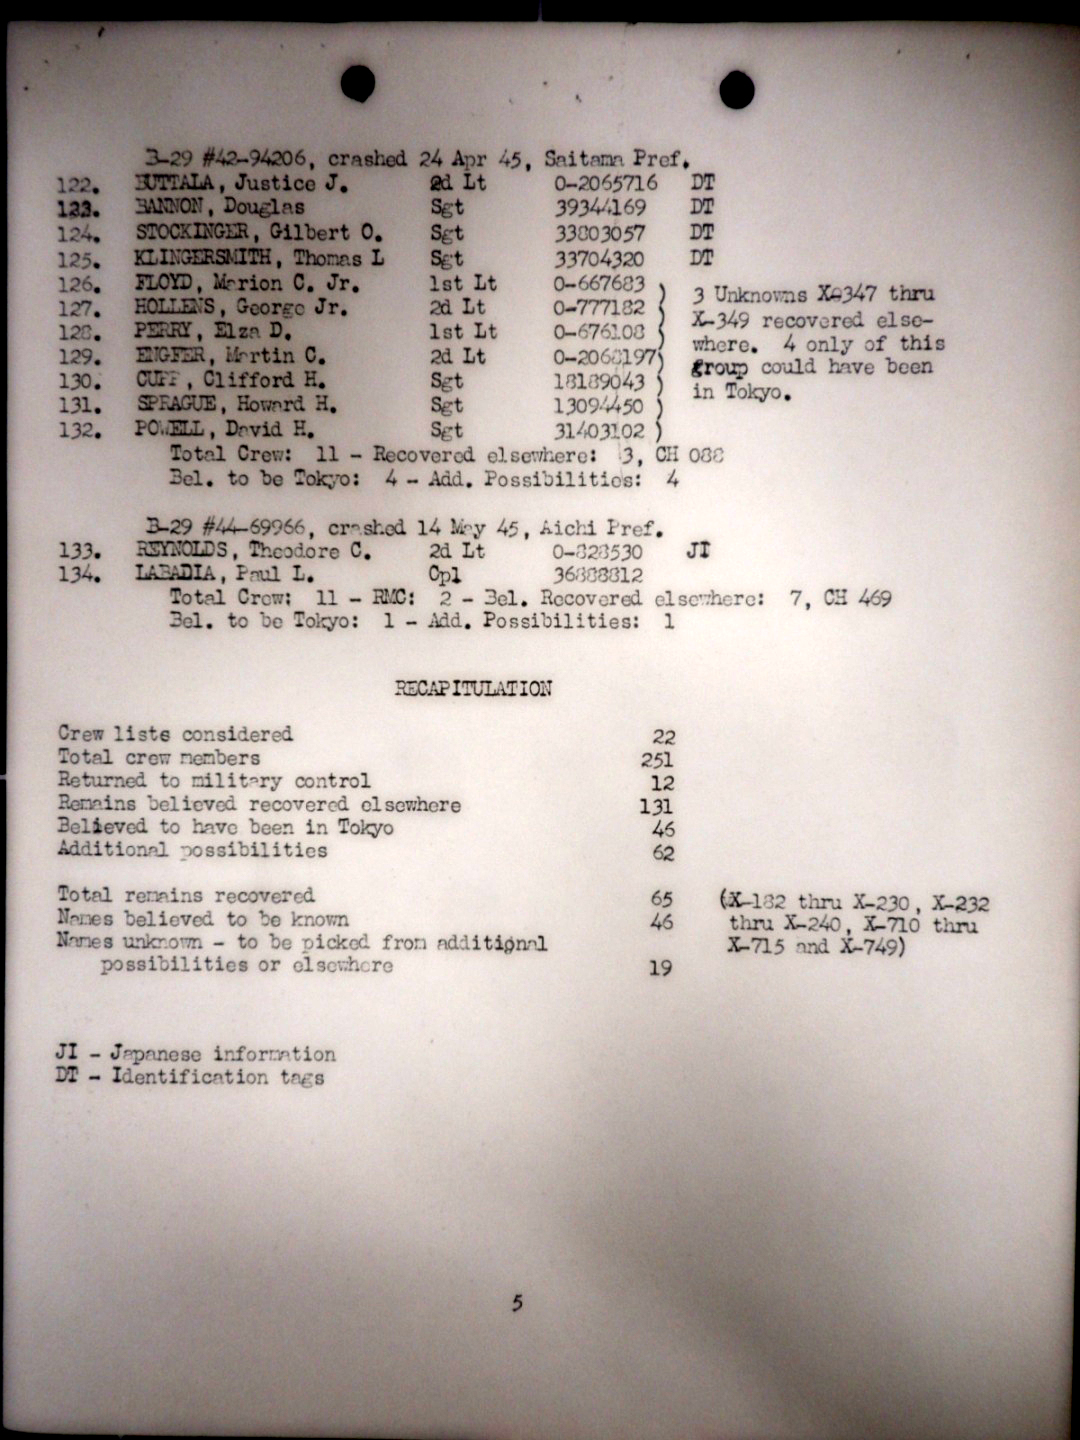 B-29 #42-94206, crashed 24 Apr 45, Saitama Pref.
122. BUTTALA, Justice J. 2d Lt 0-2065716 DT
123. BANNON, Douglas Sgt 39344169 DT
124. STOCKINGER, Gilbert O. Sgt 33803057 DT
125. KLINGERSMITH, Thomas L Sgt 33704320 DT
126. FLOYD, Marion C. Jr. 1st Lt 0-667683 )
127. HOLLENS, George Jr. 2d Lt 0-777182 ) 3 Unknowns X-347 thru
128. PERRY, Elza D. 1st Lt 0-676108 ) X-349 recovered else-
129. ENGFER, Martin C. 2d Lt 0-2068197) where. 4 only of this
130. CUFF, Clifford H. Sgt 18189043 ) group could have been
131. SPRAGUE, Howard H. Sgt 13094450 ) in Tokyo.
132. POWELL, David H. Sgt 31403102 )
Total Crew: 11 - Recovered elsewhere: 3, CH 088
Bel. to be Tokyo: 4 - Add. Possibilities: 4
B-29 #44-69966, crashed 14 May 45, Aichi Pref.
133. REYNOLDS, Theodore C. 2d Lt 0-828530 JI
134. LABADIA, Paul L. Cpl 36888812
Total Crew: 11 - RMC: 2 - Bel. Recovered elsewhere: 7, CH 469
Bel. to be Tokyo: 1 - Add. Possibilities: 1
RECAPITULATION
Crew lists considered 22
Total crew members 251
Returned to military control 12
Remains believed recovered elsewhere 131
Believed to have been in Tokyo 46
Additional possibilities 62
Total remains recovered 65 (X-182 thru X-230, X-232
Names believed to be known 46 thru X-240, X-710 thru
Names unknown - to be picked from additional X-715 and X-749)
possibilities or elsewhere 19
JI - Japanese information
DT - Identification tags
5